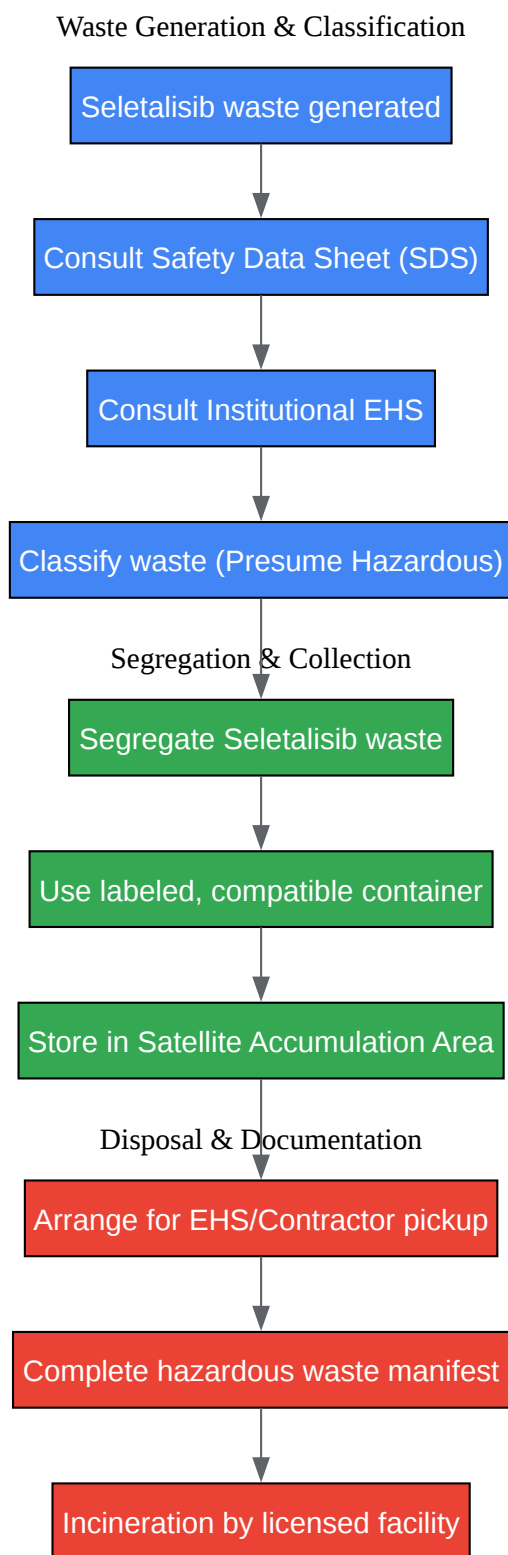 Waste Generation & Classification
Seletalisib waste generated
Consult Safety Data Sheet (SDS)
Consult Institutional EHS
Classify waste (Presume Hazardous)
Segregation & Collection
Segregate Seletalisib waste
Use labeled, compatible container
Store in Satellite Accumulation Area
Disposal & Documentation
Arrange for EHS/Contractor pickup
Complete hazardous waste manifest
Incineration by licensed facility